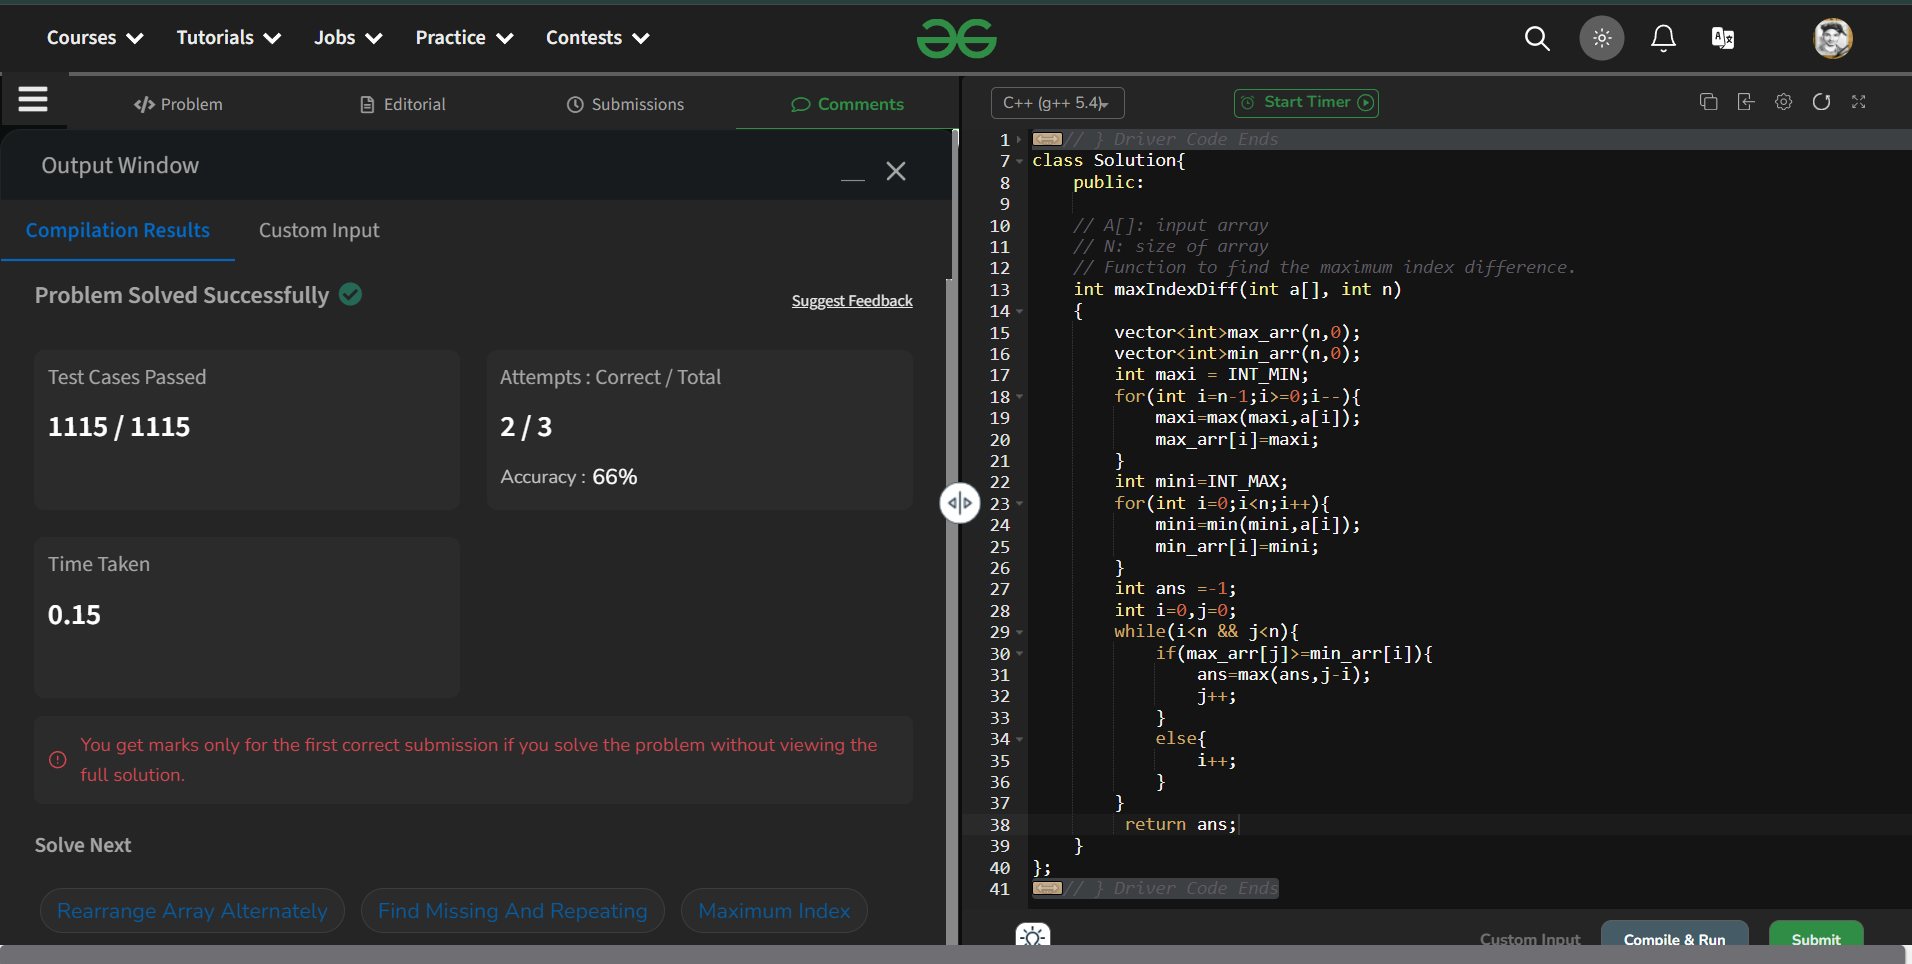 Courses Tutorials Jobs Practice Contests
Problem Editorial Submissions Comments
Output Window
Compilation Results Custom Input
Problem Solved Successfully
Suggest Feedback
Test Cases Passed
1115 / 1115
Attempts : Correct / Total
2 / 3
Accuracy : 66%
Time Taken
0.15
You get marks only for the first correct submission if you solve the problem without viewing the
full solution.
Solve Next
Rearrange Array Alternately Find Missing And Repeating Maximum Index
C++ (g++ 5.4) Start Timer
1 // } Driver Code Ends
7 class Solution{
8     public:
9
10     // A[]: input array
11     // N: size of array
12     // Function to find the maximum index difference.
13     int maxIndexDiff(int a[], int n)
14     {
15         vector<int>max_arr(n,0);
16         vector<int>min_arr(n,0);
17         int maxi = INT_MIN;
18         for(int i=n-1;i>=0;i--){
19             maxi=max(maxi,a[i]);
20             max_arr[i]=maxi;
21         }
22         int mini=INT_MAX;
23         for(int i=0;i<n;i++){
24             mini=min(mini,a[i]);
25             min_arr[i]=mini;
26         }
27         int ans =-1;
28         int i=0,j=0;
29         while(i<n && j<n){
30             if(max_arr[j]>=min_arr[i]){
31                 ans=max(ans,j-i);
32                 j++;
33             }
34             else{
35                 i++;
36             }
37         }
38          return ans;
39     }
40 };
41 // } Driver Code Ends
Custom Input Compile & Run Submit